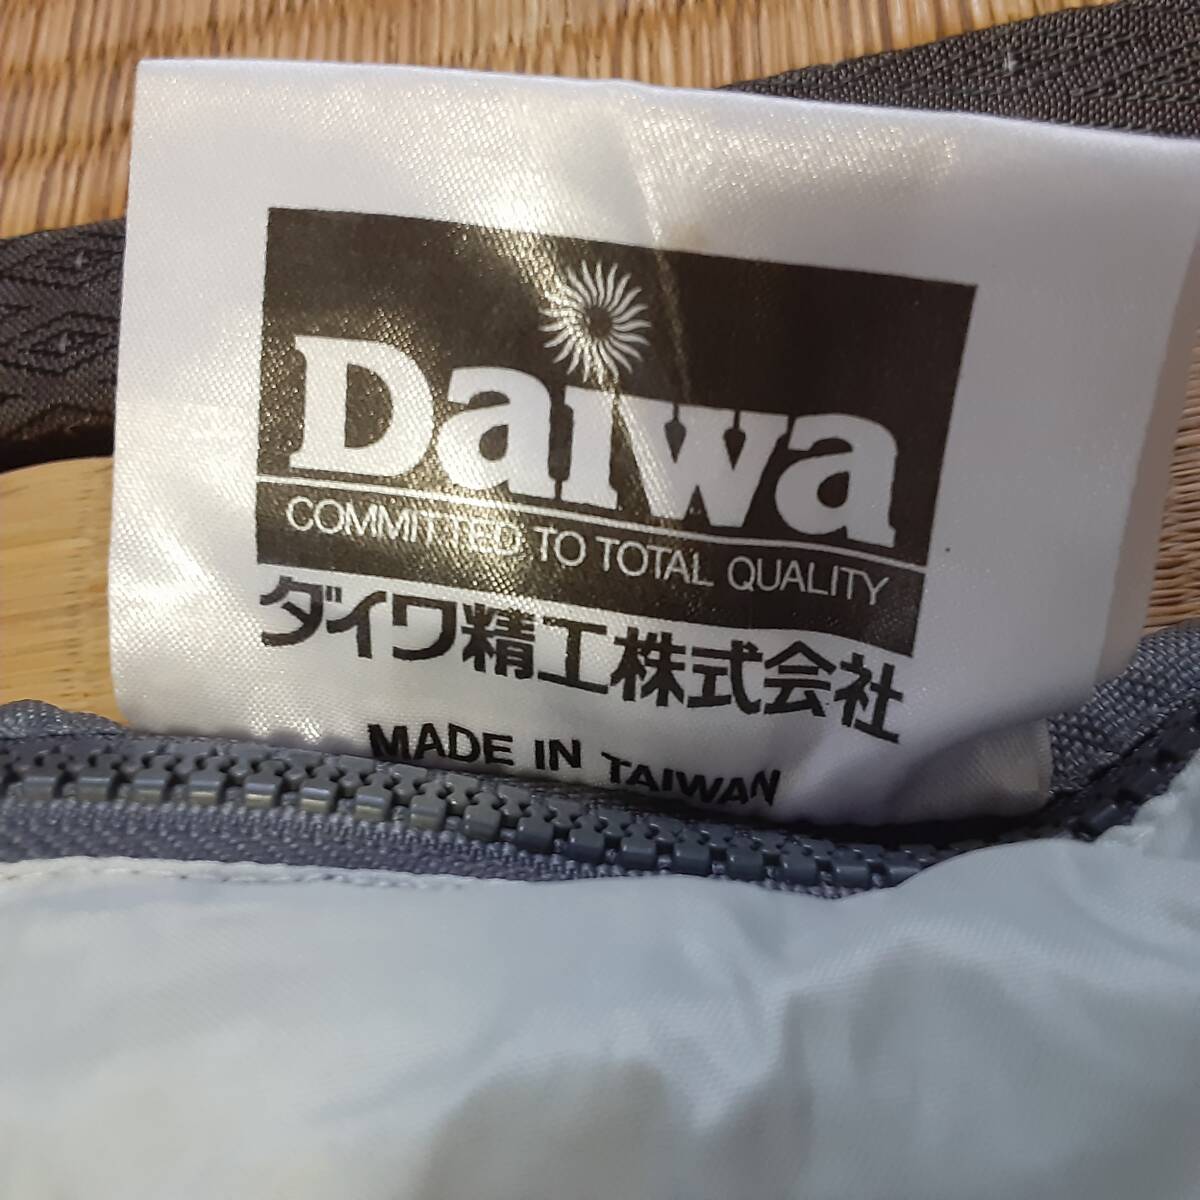 Daiwa
COMMITTED TO TOTAL QUALITY
ダイワ精工株式会社
MADE IN TAIWAN